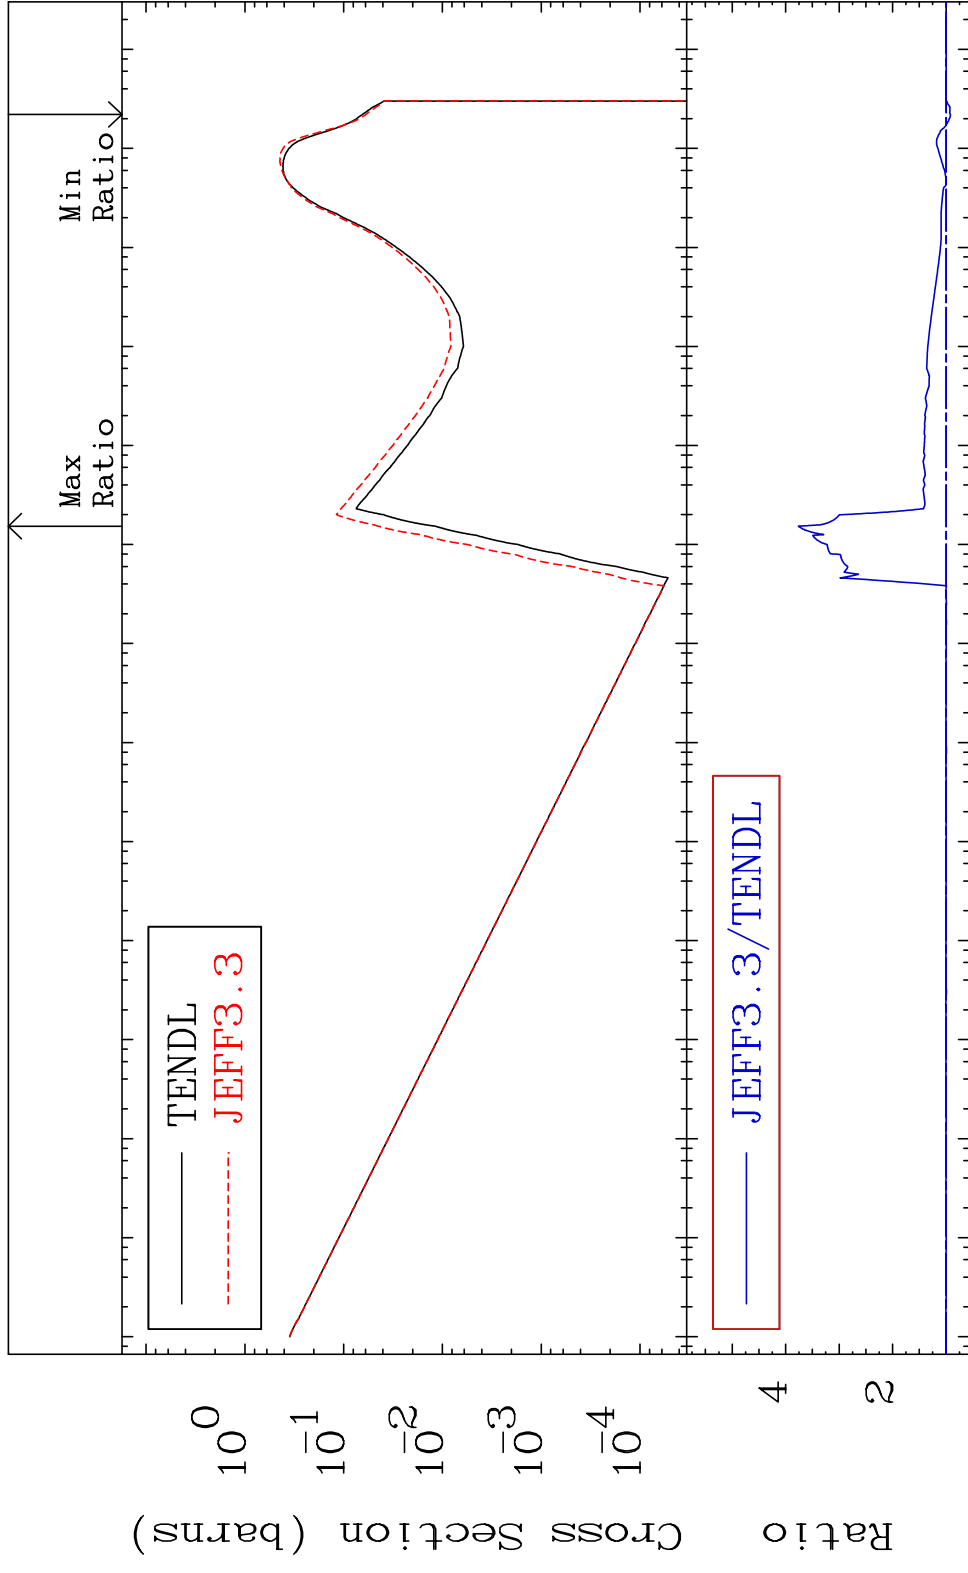 Max
Ratio
Min
Ratio
TENDL
JEFF3.3
10^0
10^-1
10^-2
10^-3
10^-4
Cross Section (barns)
JEFF3.3/TENDL
4
2
Ratio